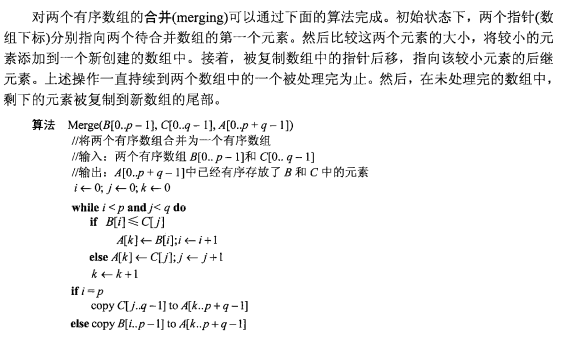 对两个有序数组的合并(merging)可以通过下面的算法完成。初始状态下，两个指针(数
组下标)分别指向两个待合并数组的第一个元素。然后比较这两个元素的大小，将较小的元
素添加到一个新创建的数组中。接着，被复制数组中的指针后移，指向该较小元素的后继
元素。上述操作一直持续到两个数组中的一个被处理完为止。然后，在未处理完的数组中，
剩下的元素被复制到新数组的尾部。
算法 Merge(B[0..p－1], C[0..q－1], A[0..p＋q－1])
//将两个有序数组合并为一个有序数组
//输入：两个有序数组 B[0..p－1]和 C[0..q－1]
//输出：A[0..p＋q－1]中已经有序存放了 B 和 C 中的元素
i←0; j←0; k←0
while i < p and j < q do
if B[i]≤C[j]
A[k]←B[i]; i←i＋1
else A[k]←C[j]; j←j＋1
k←k＋1
if i = p
copy C[j..q－1] to A[k..p＋q－1]
else copy B[i..p－1] to A[k..p＋q－1]